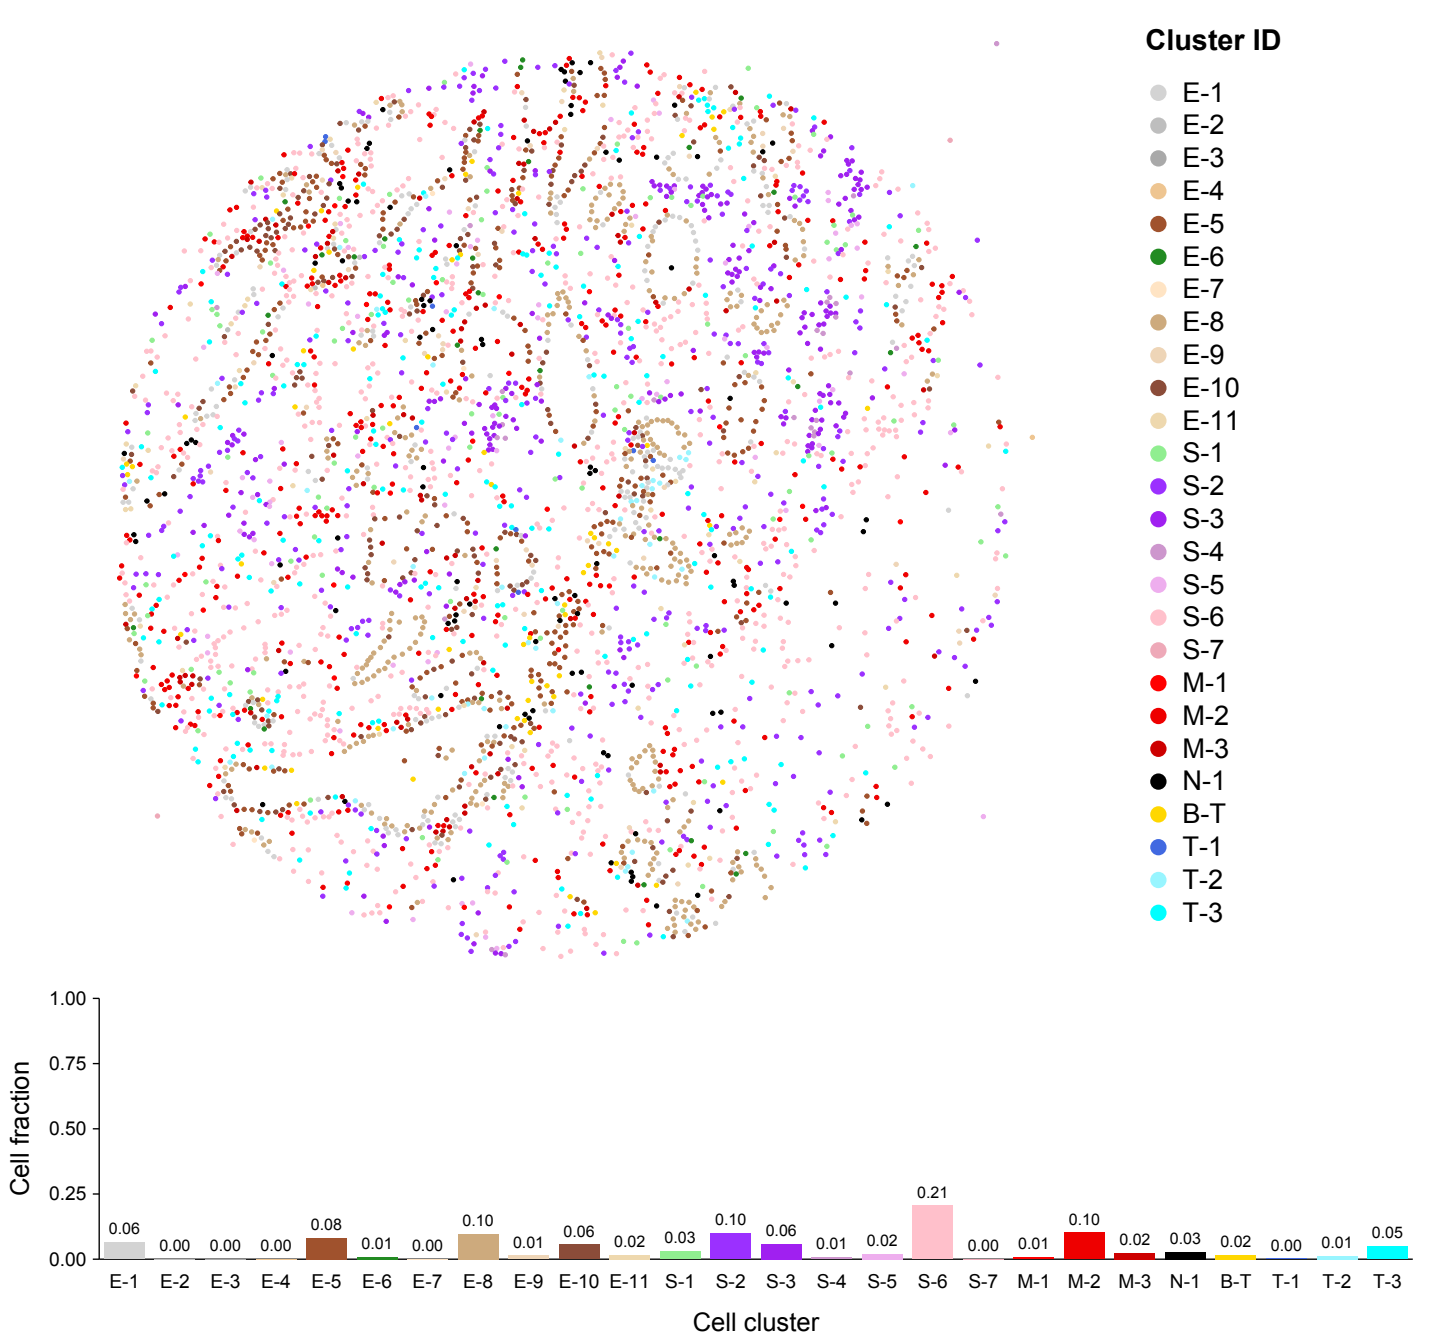 Cluster ID
E-1
E-2
E-3
E-4
E-5
E-6
E-7
E-8
E-9
E-10
E-11
S-1
S-2
S-3
S-4
S-5
S-6
S-7
M-1
M-2
M-3
N-1
B-T
T-1
T-2
T-3
1.00
0.75
0.50
0.25
0.00
Cell fraction
0.06 0.00 0.00 0.00 0.08 0.01 0.00 0.10 0.01 0.06 0.02 0.03 0.10 0.06 0.01 0.02 0.21 0.00 0.01 0.10 0.02 0.03 0.02 0.00 0.01 0.05
E-1 E-2 E-3 E-4 E-5 E-6 E-7 E-8 E-9 E-10 E-11 S-1 S-2 S-3 S-4 S-5 S-6 S-7 M-1 M-2 M-3 N-1 B-T T-1 T-2 T-3
Cell cluster